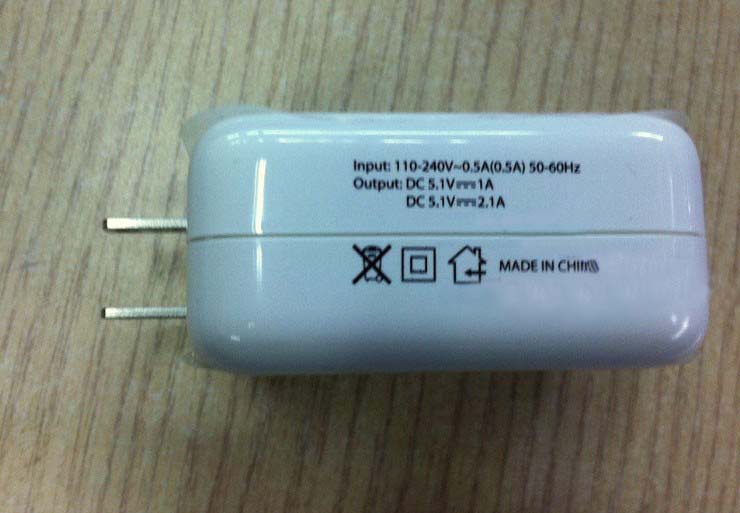 Input: 110-240V~0.5A(0.5A) 50-60Hz
Output: DC 5.1V⎓1A
DC 5.1V⎓2.1A
MADE IN